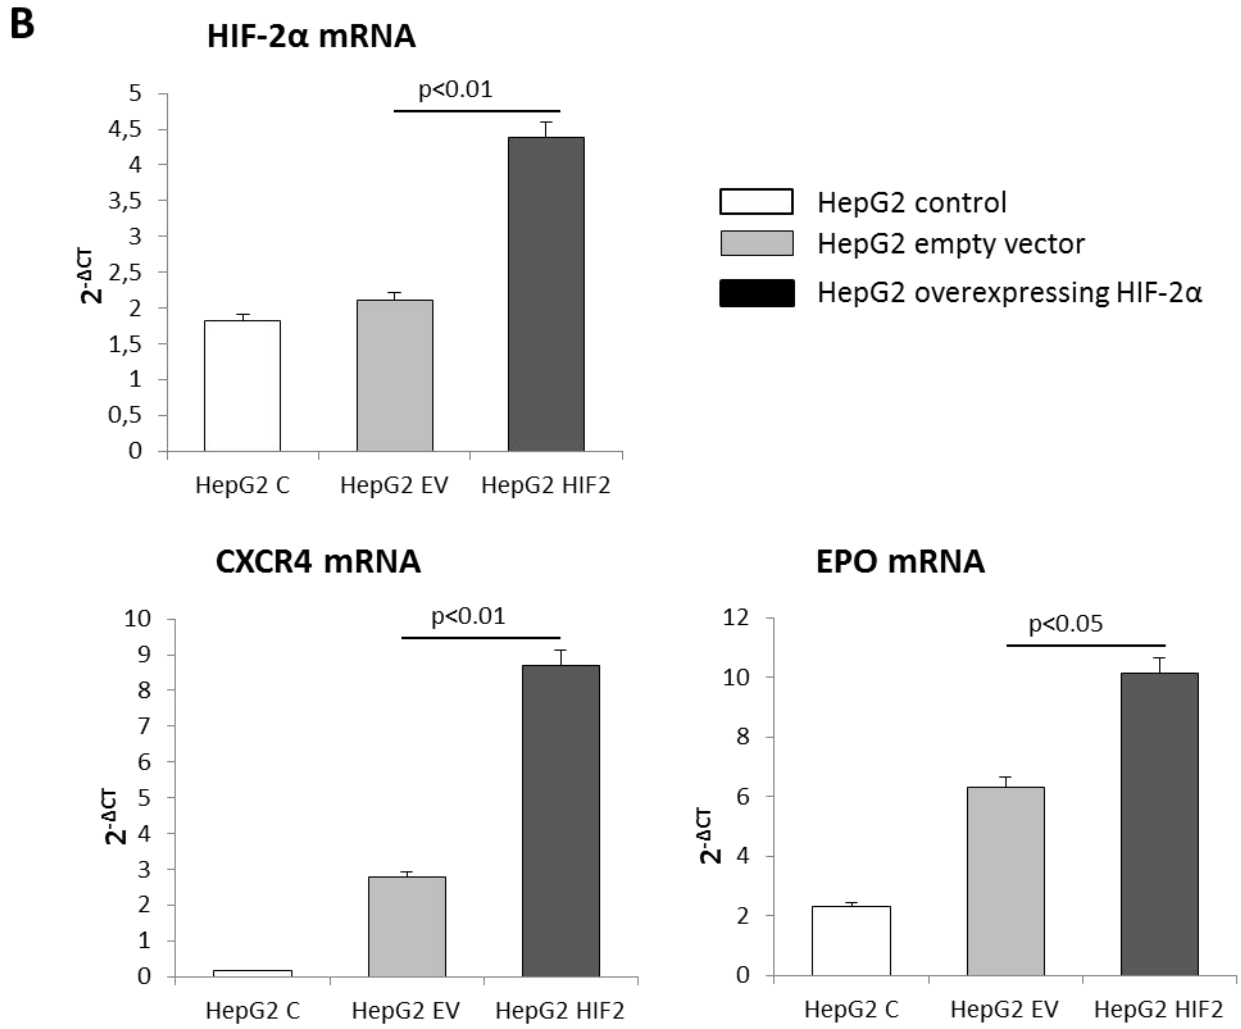 B
HIF-2α mRNA
p<0.01
5
4,5
4
3,5
3
2,5
2
1,5
1
0,5
0
2^-ΔCT
HepG2 C HepG2 EV HepG2 HIF2
HepG2 control
HepG2 empty vector
HepG2 overexpressing HIF-2α
CXCR4 mRNA
p<0.01
10
9
8
7
6
5
4
3
2
1
0
2^-ΔCT
HepG2 C HepG2 EV HepG2 HIF2
EPO mRNA
p<0.05
12
10
8
6
4
2
0
2^-ΔCT
HepG2 C HepG2 EV HepG2 HIF2